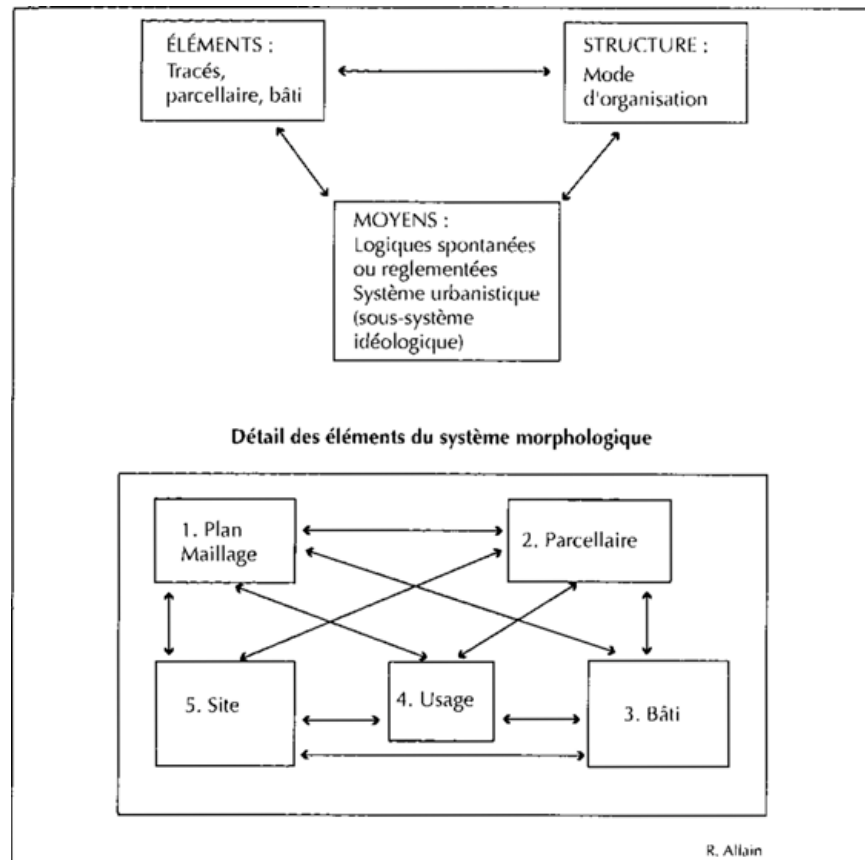 ÉLÉMENTS :
Tracés,
parcellaire, bâti
STRUCTURE :
Mode
d'organisation
MOYENS :
Logiques spontanées
ou reglementées
Système urbanistique
(sous-système
idéologique)
Détail des éléments du système morphologique
1. Plan
Maillage
2. Parcellaire
5. Site
4. Usage
3. Bâti
R. Allain